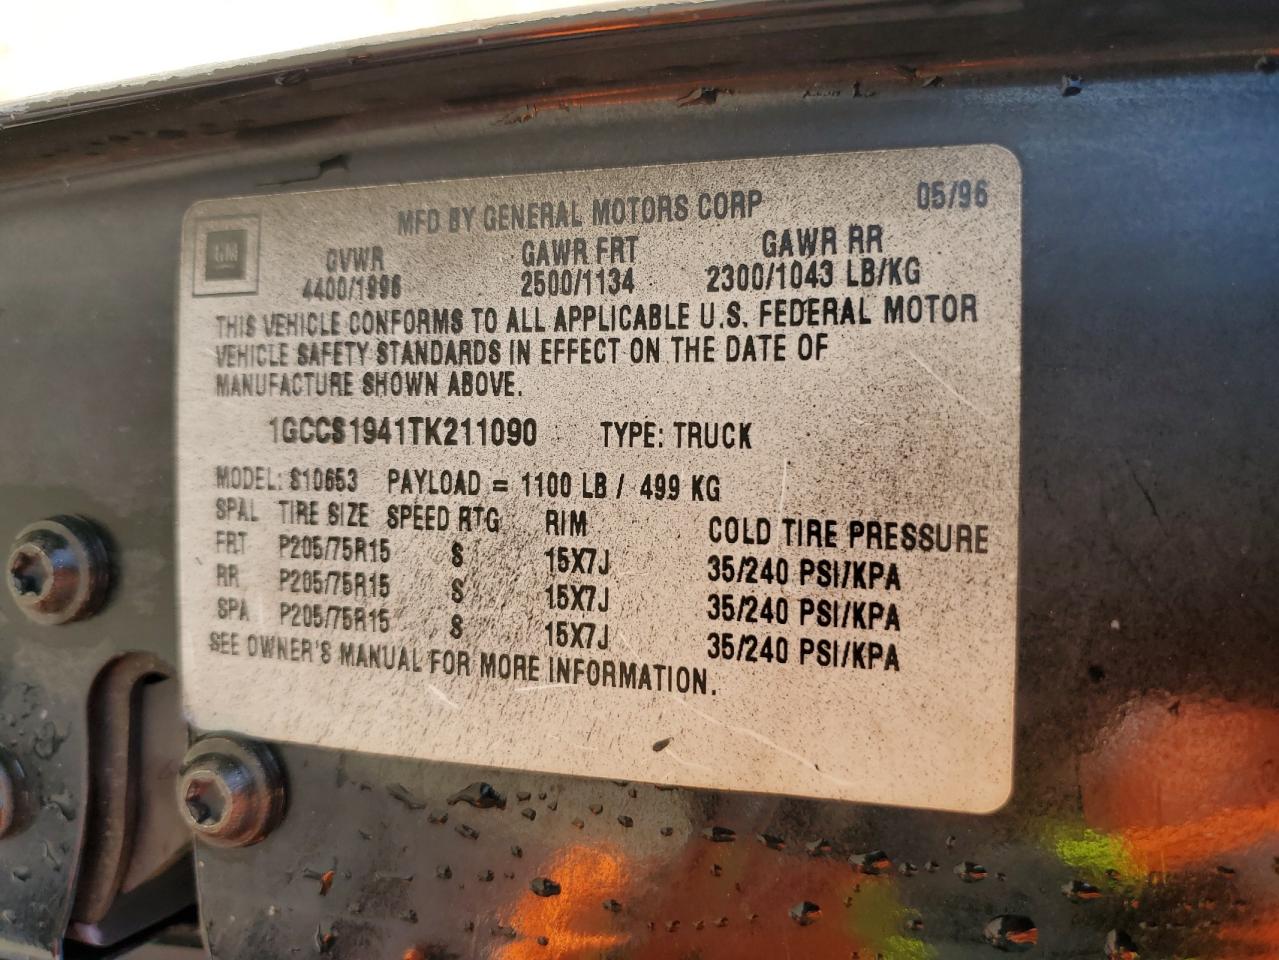 MFD BY GENERAL MOTORS CORP 05/96
GM
GVWR GAWR FRT GAWR RR
4400/1996 2500/1134 2300/1043 LB/KG
THIS VEHICLE CONFORMS TO ALL APPLICABLE U.S. FEDERAL MOTOR
VEHICLE SAFETY STANDARDS IN EFFECT ON THE DATE OF
MANUFACTURE SHOWN ABOVE.
1GCCS1941TK211090 TYPE: TRUCK
MODEL: S10653 PAYLOAD = 1100 LB / 499 KG
SPAL TIRE SIZE SPEED RTG RIM COLD TIRE PRESSURE
FRT P205/75R15 S 15X7J 35/240 PSI/KPA
RR P205/75R15 S 15X7J 35/240 PSI/KPA
SPA P205/75R15 S 15X7J 35/240 PSI/KPA
SEE OWNER'S MANUAL FOR MORE INFORMATION.